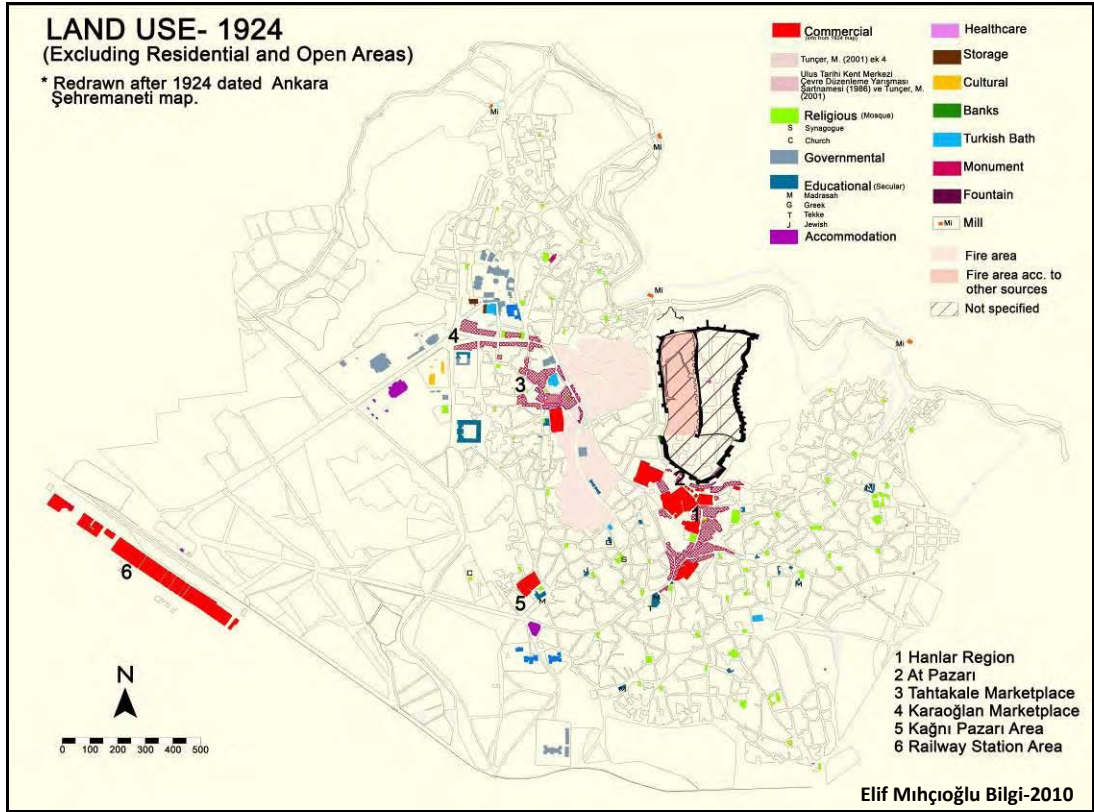 LAND USE- 1924
(Excluding Residential and Open Areas)
* Redrawn after 1924 dated Ankara
Şehremaneti map.
Commercial
(info from 1924 map)
Tunçer, M. (2001) ek 4
Ulus Tarihi Kent Merkezi
Çevre Düzenleme Yarışması
Şartnamesi (1986) ve Tunçer, M.
(2001)
Religious (Mosque)
S Synagogue
C Church
Governmental
Educational (Secular)
M Madrasah
G Greek
T Tekke
J Jewish
Accommodation
Healthcare
Storage
Cultural
Banks
Turkish Bath
Monument
Fountain
Mi Mill
Fire area
Fire area acc. to
other sources
Not specified
Mi
Mi
Mi
Mi
4
3
2
1
6
5
C
M
G
S
J
T
M
M
M
N
0 100 200 300 400 500
1 Hanlar Region
2 At Pazarı
3 Tahtakale Marketplace
4 Karaoğlan Marketplace
5 Kağnı Pazarı Area
6 Railway Station Area
Elif Mıhçıoğlu Bilgi-2010